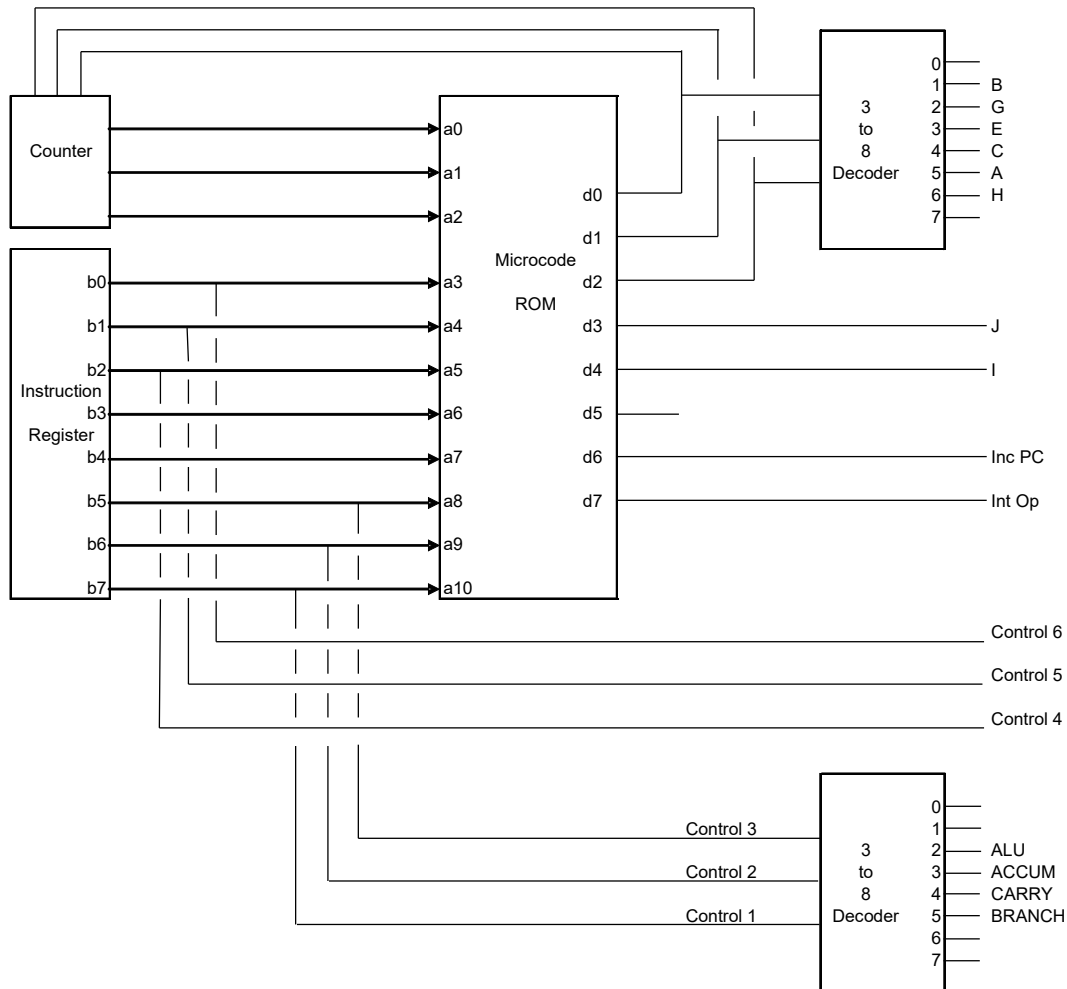 Counter
a0
a1
a2
Instruction
Register
b0
b1
b2
b3
b4
b5
b6
b7
a3
a4
a5
a6
a7
a8
a9
a10
Microcode
ROM
d0
d1
d2
d3
d4
d5
d6
d7
3
to
8
Decoder
0
1 B
2 G
3 E
4 C
5 A
6 H
7
J
I
Inc PC
Int Op
Control 6
Control 5
Control 4
Control 3
Control 2
Control 1
3
to
8
Decoder
0
1
2 ALU
3 ACCUM
4 CARRY
5 BRANCH
6
7